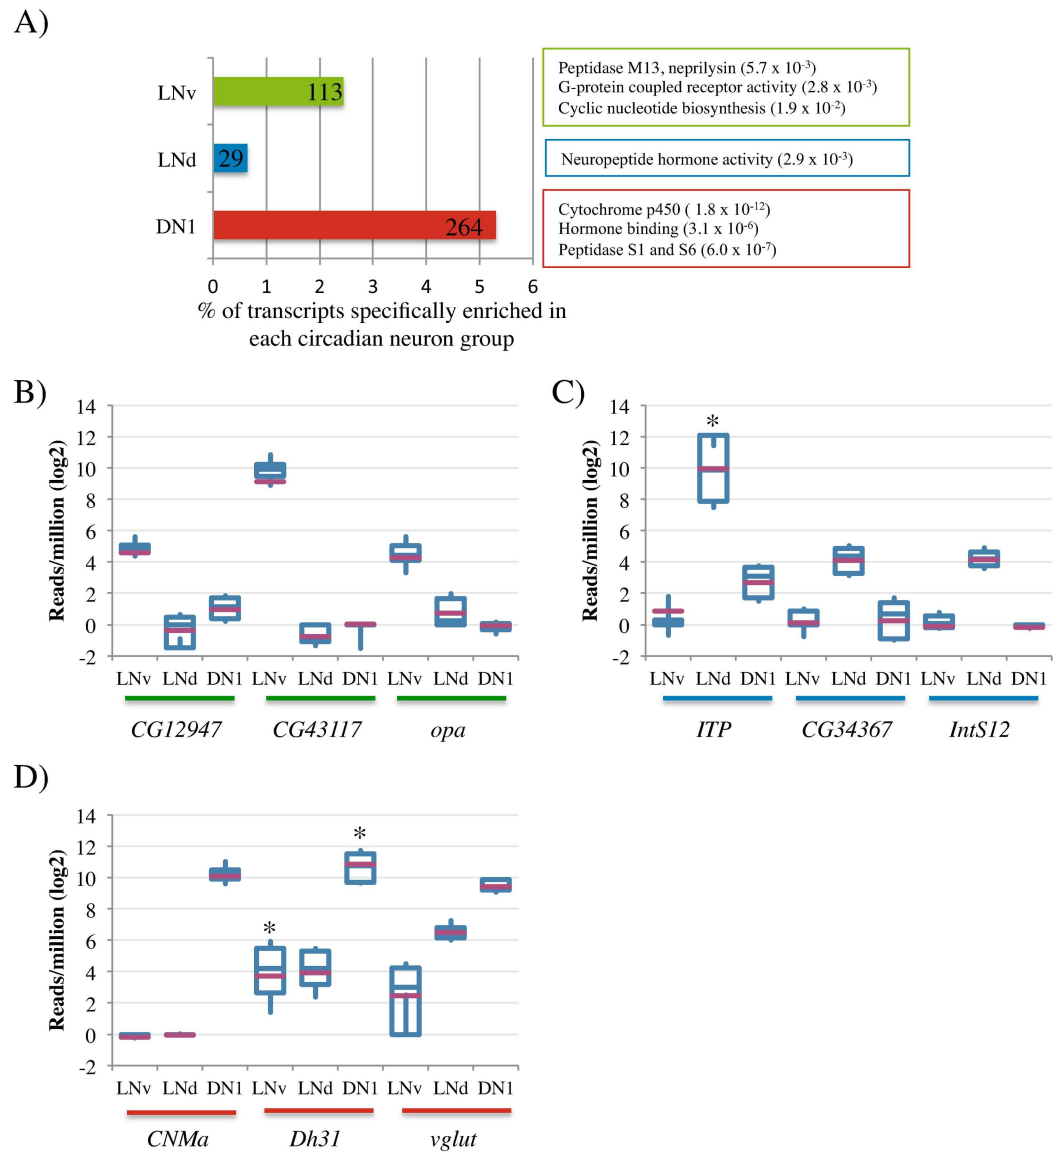 A)
LNv
113
LNd
29
DN1
264
0 1 2 3 4 5 6
% of transcripts specifically enriched in
each circadian neuron group
Peptidase M13, neprilysin (5.7 x 10-3)
G-protein coupled receptor activity (2.8 x 10-3)
Cyclic nucleotide biosynthesis (1.9 x 10-2)
Neuropeptide hormone activity (2.9 x 10-3)
Cytochrome p450 ( 1.8 x 10-12)
Hormone binding (3.1 x 10-6)
Peptidase S1 and S6 (6.0 x 10-7)
B)
Reads/million (log2)
14
12
10
8
6
4
2
0
-2
LNv LNd DN1 LNv LNd DN1 LNv LNd DN1
CG12947 CG43117 opa
C)
Reads/million (log2)
14
12
10
8
6
4
2
0
-2
*
LNv LNd DN1 LNv LNd DN1 LNv LNd DN1
ITP CG34367 IntS12
D)
Reads/million (log2)
14
12
10
8
6
4
2
0
-2
*
*
LNv LNd DN1 LNv LNd DN1 LNv LNd DN1
CNMa Dh31 vglut